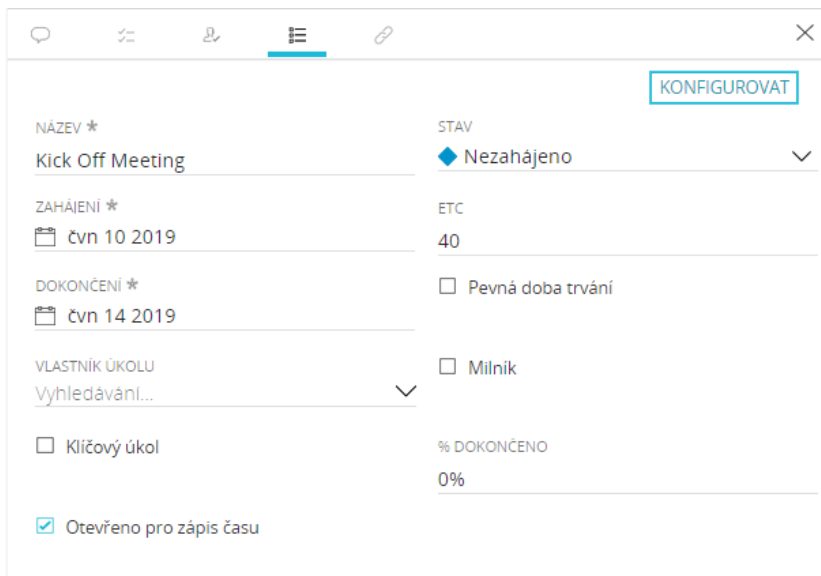 KONFIGUROVAT
NÁZEV *
Kick Off Meeting
STAV
Nezahájeno
ZAHÁJENÍ *
čvn 10 2019
ETC
40
DOKONČENÍ *
čvn 14 2019
Pevná doba trvání
VLASTNÍK ÚKOLU
Vyhledávání...
Milník
Klíčový úkol
% DOKONČENO
0%
Otevřeno pro zápis času